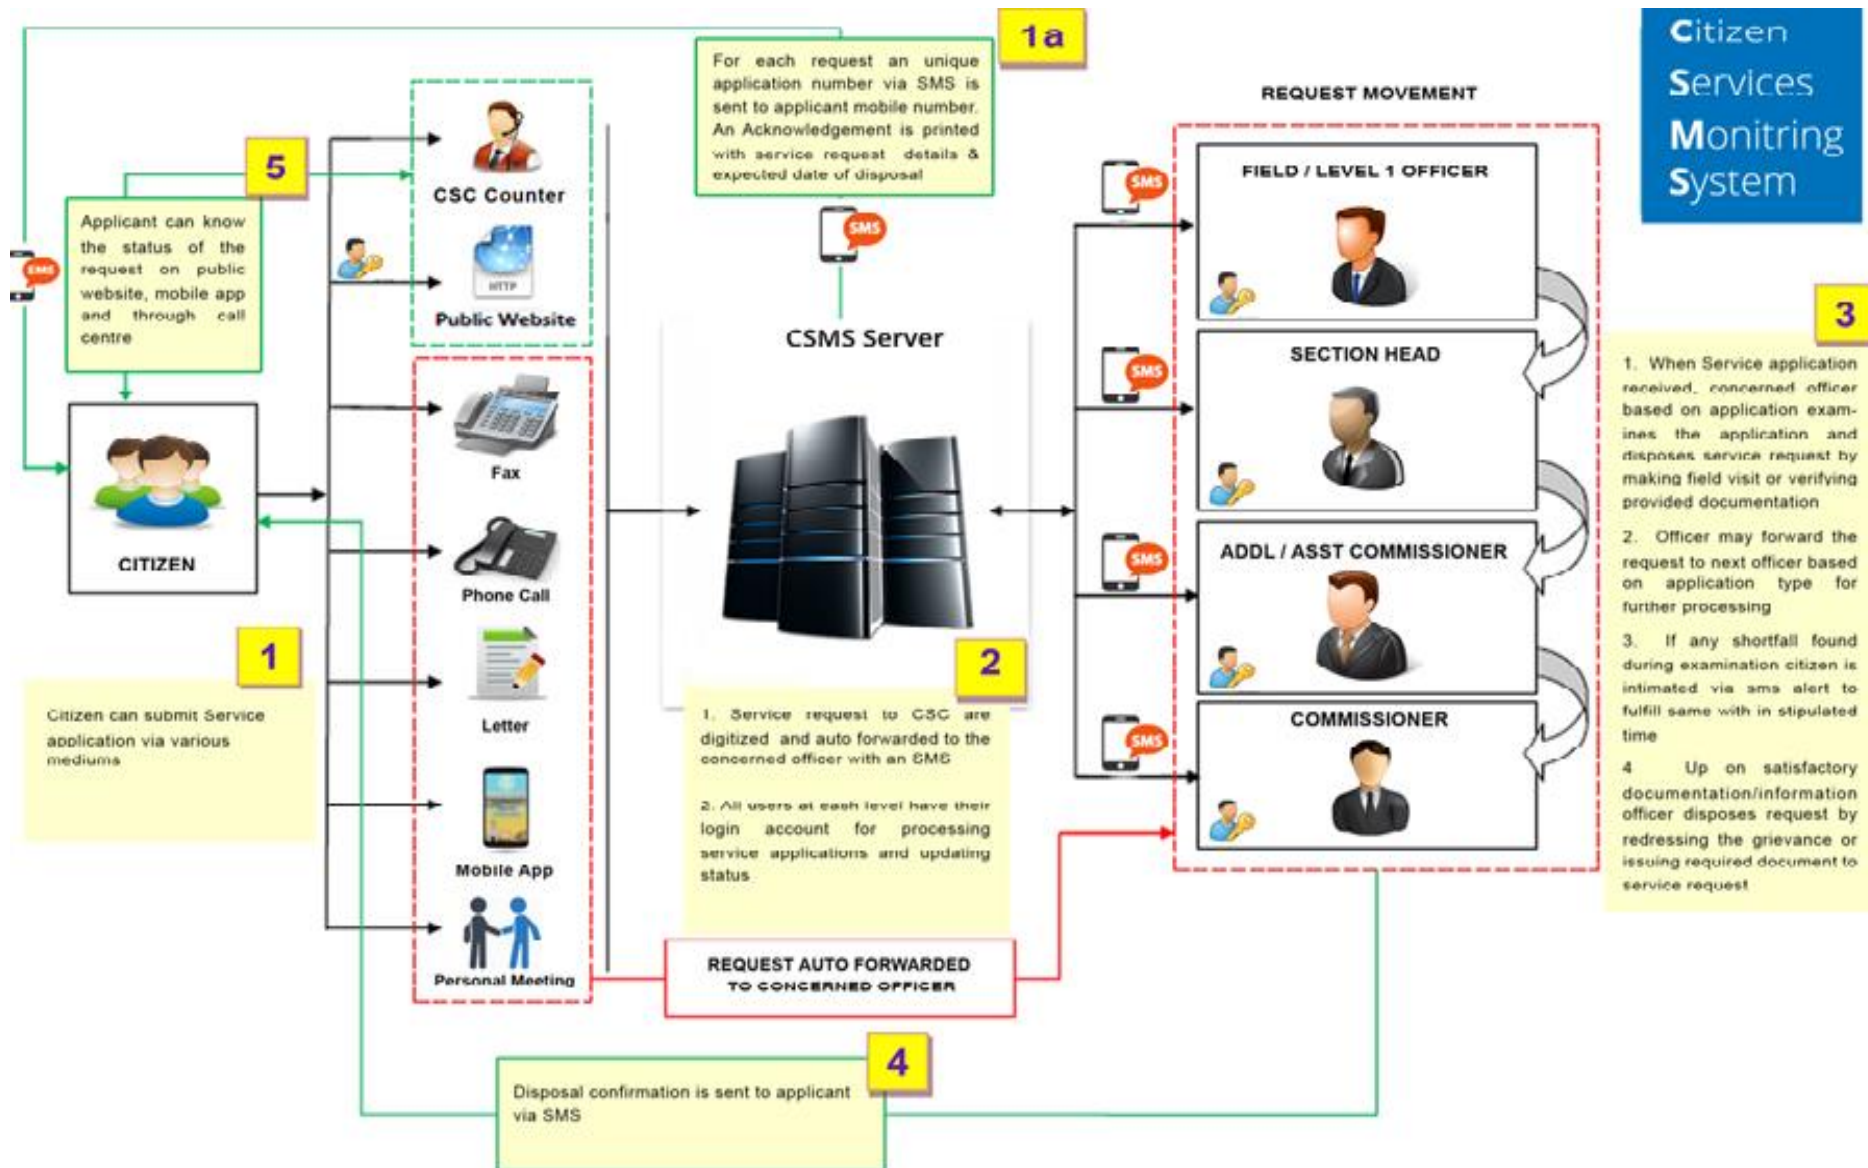 1a
For each request an unique
application number via SMS is
sent to applicant mobile number.
An Acknowledgement is printed
with service request details &
expected date of disposal
Citizen
Services
Monitring
System
REQUEST MOVEMENT
5
Applicant can know
the status of the
request on public
website, mobile app
and through call
centre
SMS
CITIZEN
1
Citizen can submit Service
application via various
mediums
CSC Counter
HTTP
Public Website
Fax
Phone Call
Letter
Mobile App
Personal Meeting
SMS
CSMS Server
2
1. Service request to CSC are
digitized and auto forwarded to the
concerned officer with an SMS
2. All users at each level have their
login account for processing
service applications and updating
status
REQUEST AUTO FORWARDED
TO CONCERNED OFFICER
SMS
FIELD / LEVEL 1 OFFICER
SMS
SECTION HEAD
SMS
ADDL / ASST COMMISSIONER
SMS
COMMISSIONER
3
1. When Service application
received, concerned officer
based on application exam-
ines the application and
disposes service request by
making field visit or verifying
provided documentation
2. Officer may forward the
request to next officer based
on application type for
further processing
3. If any shortfall found
during examination citizen is
intimated via sms alert to
fulfill same with in stipulated
time
4 Up on satisfactory
documentation/information
officer disposes request by
redressing the grievance or
issuing required document to
service request
4
Disposal confirmation is sent to applicant
via SMS